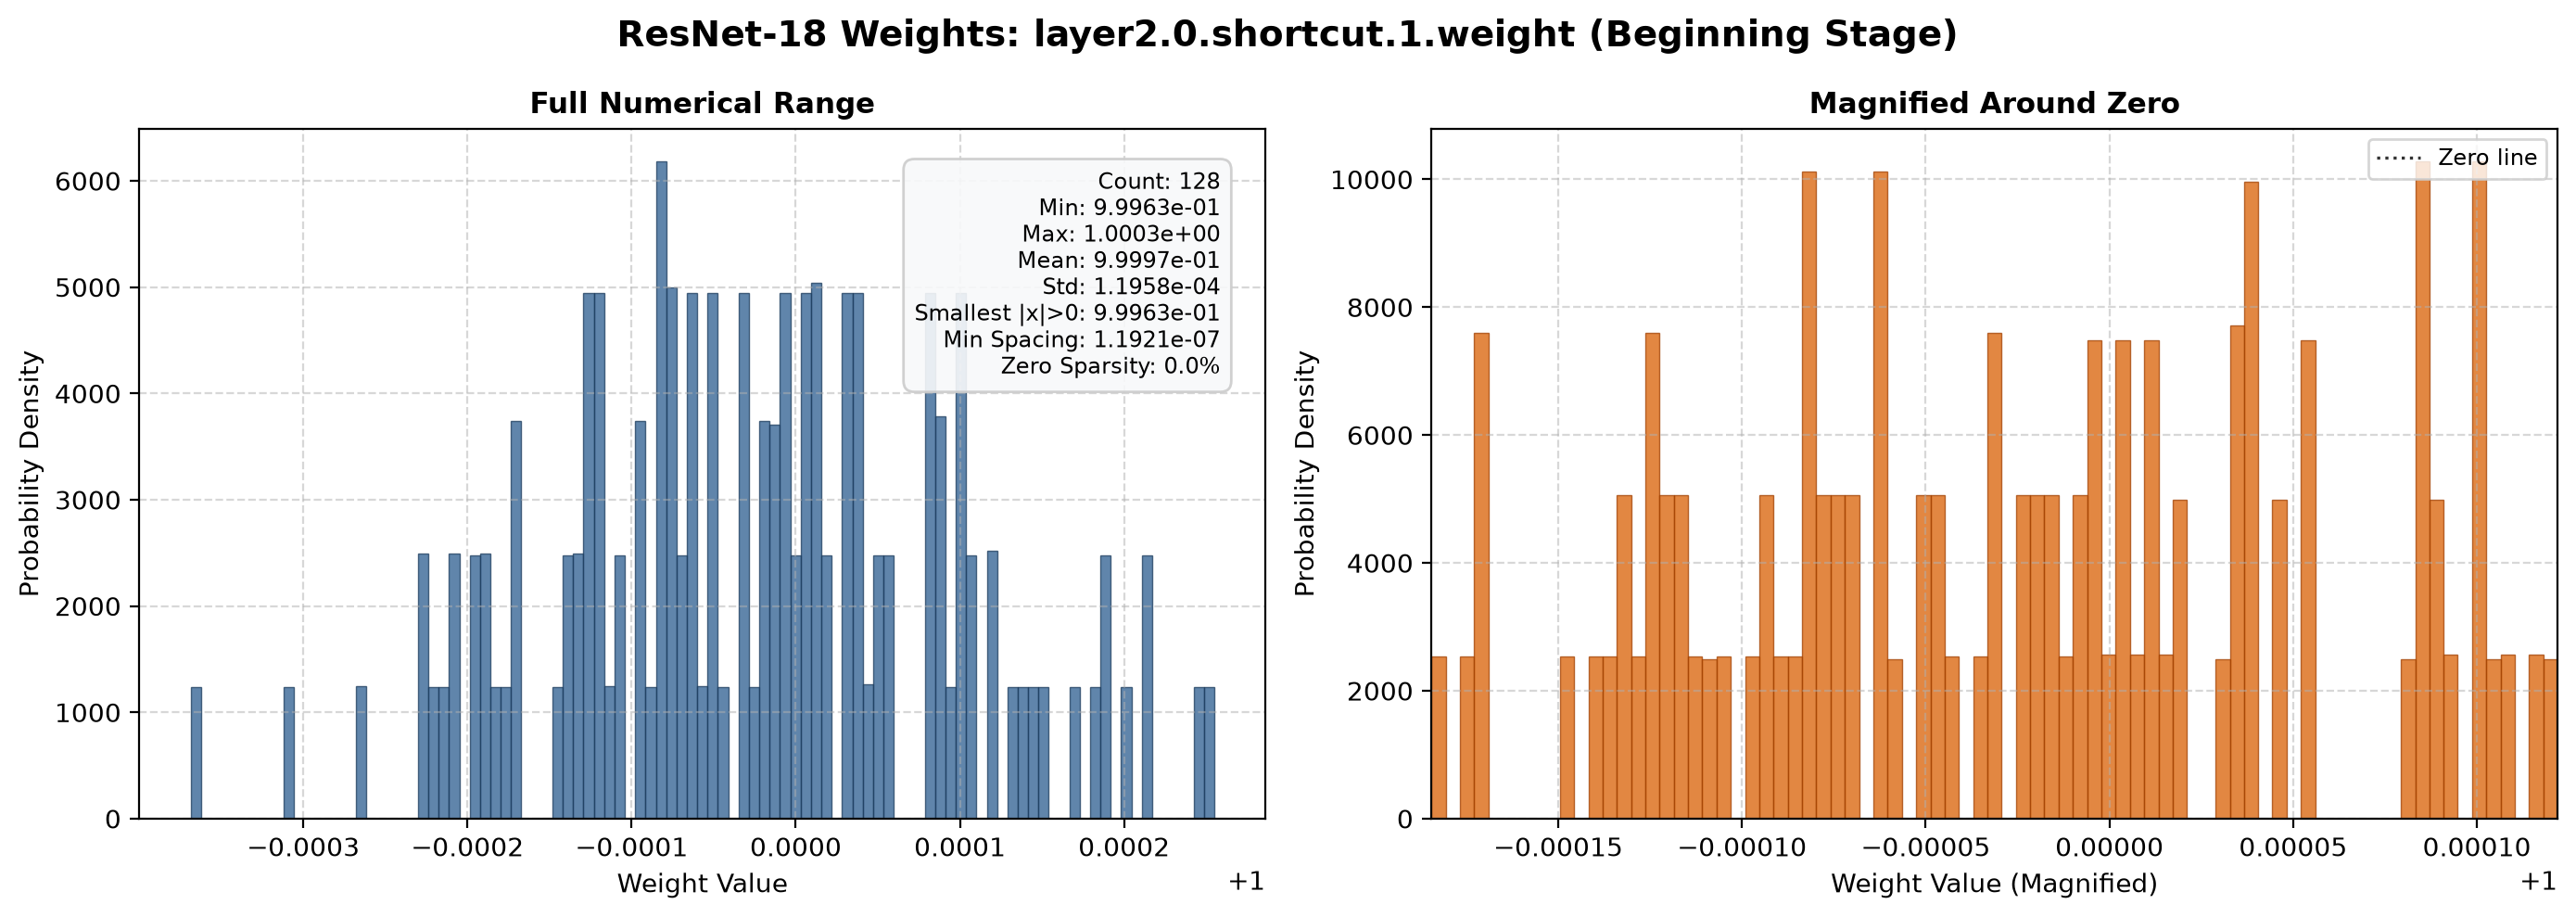 ResNet-18 Weights: layer2.0.shortcut.1.weight (Beginning Stage)
Full Numerical Range
Probability Density
6000
5000
4000
3000
2000
1000
0
Count: 128
Min: 9.9963e-01
Max: 1.0003e+00
Mean: 9.9997e-01
Std: 1.1958e-04
Smallest |x|>0: 9.9963e-01
Min Spacing: 1.1921e-07
Zero Sparsity: 0.0%
−0.0003 −0.0002 −0.0001 0.0000 0.0001 0.0002
+1
Weight Value
Magnified Around Zero
Probability Density
10000
8000
6000
4000
2000
0
Zero line
−0.00015 −0.00010 −0.00005 0.00000 0.00005 0.00010
+1
Weight Value (Magnified)